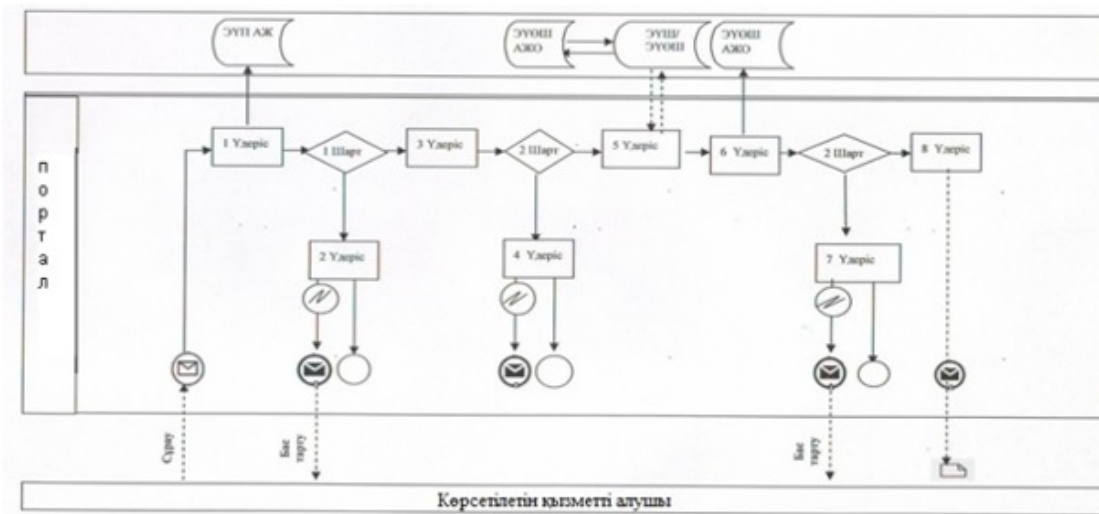 ЭҮП АЖ
ЭҮӨШ
АЖО
ЭҮШ/
ЭҮӨШ
ЭҮӨШ
АЖО
портал
1 Үдеріс
1 Шарт
3 Үдеріс
2 Шарт
5 Үдеріс
6 Үдеріс
2 Шарт
8 Үдеріс
2 Үдеріс
4 Үдеріс
7 Үдеріс
Сұрау
Бас
тарту
Бас
тарту
Көрсетілетін қызметті алушы